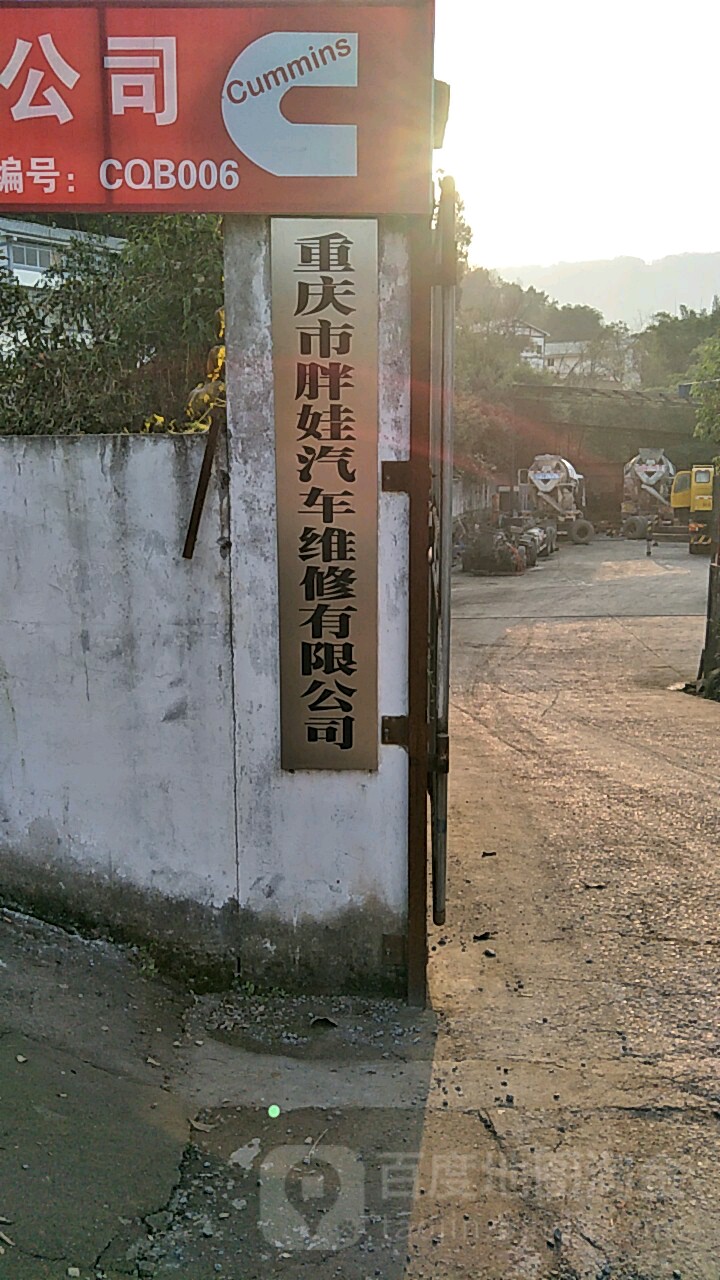 公司
Cummins
编号：CQB006
重庆市胖娃汽车维修有限公司
百度地图